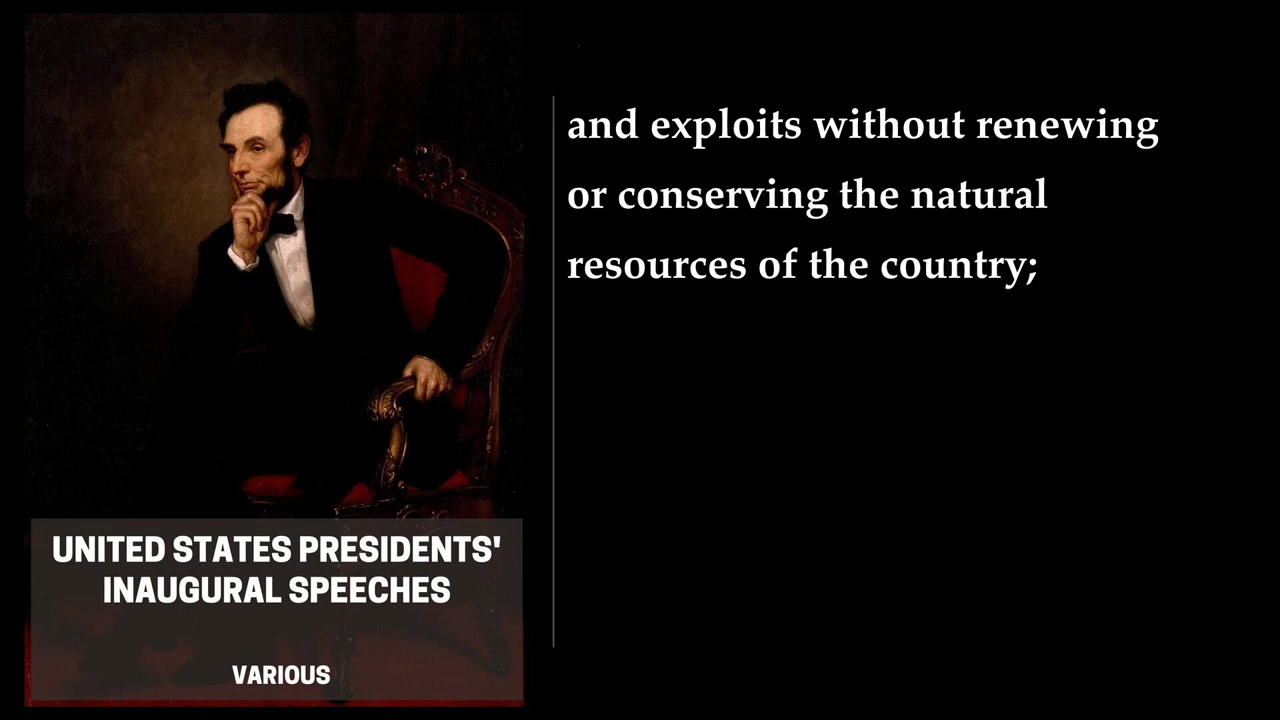 and exploits without renewing
or conserving the natural
resources of the country;
UNITED STATES PRESIDENTS'
INAUGURAL SPEECHES
VARIOUS